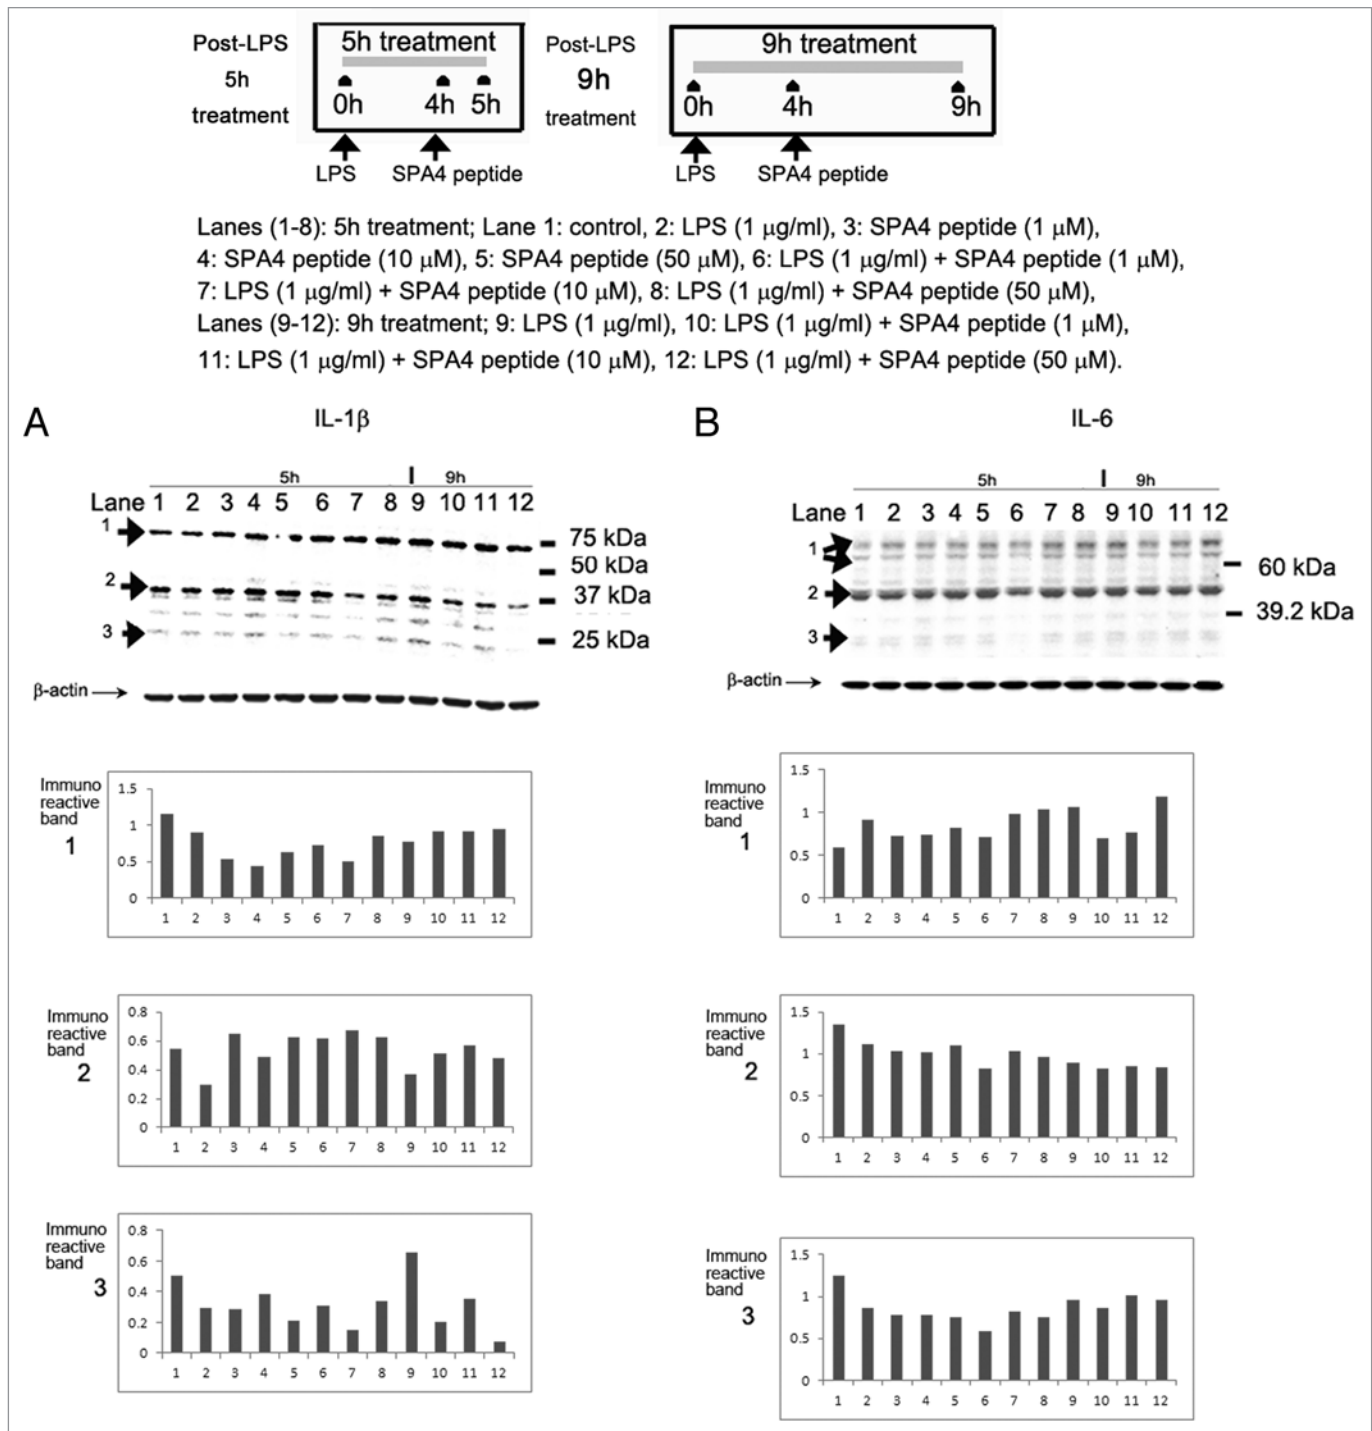 Post-LPS
5h
treatment
5h treatment
0h 4h 5h
LPS SPA4 peptide
Post-LPS
9h
treatment
9h treatment
0h 4h 9h
LPS SPA4 peptide
Lanes (1-8): 5h treatment; Lane 1: control, 2: LPS (1 μg/ml), 3: SPA4 peptide (1 μM),
4: SPA4 peptide (10 μM), 5: SPA4 peptide (50 μM), 6: LPS (1 μg/ml) + SPA4 peptide (1 μM),
7: LPS (1 μg/ml) + SPA4 peptide (10 μM), 8: LPS (1 μg/ml) + SPA4 peptide (50 μM),
Lanes (9-12): 9h treatment; 9: LPS (1 μg/ml), 10: LPS (1 μg/ml) + SPA4 peptide (1 μM),
11: LPS (1 μg/ml) + SPA4 peptide (10 μM), 12: LPS (1 μg/ml) + SPA4 peptide (50 μM).
A IL-1β
5h 9h
Lane 1 2 3 4 5 6 7 8 9 10 11 12
1
75 kDa
50 kDa
2
37 kDa
3
25 kDa
β-actin
Immuno
reactive
band
1
1.5
1
0.5
0
1 2 3 4 5 6 7 8 9 10 11 12
Immuno
reactive
band
2
0.8
0.6
0.4
0.2
0
1 2 3 4 5 6 7 8 9 10 11 12
Immuno
reactive
band
3
0.8
0.6
0.4
0.2
0
1 2 3 4 5 6 7 8 9 10 11 12
B IL-6
5h 9h
Lane 1 2 3 4 5 6 7 8 9 10 11 12
1
60 kDa
2
39.2 kDa
3
β-actin
Immuno
reactive
band
1
1.5
1
0.5
0
1 2 3 4 5 6 7 8 9 10 11 12
Immuno
reactive
band
2
1.5
1
0.5
0
1 2 3 4 5 6 7 8 9 10 11 12
Immuno
reactive
band
3
1.5
1
0.5
0
1 2 3 4 5 6 7 8 9 10 11 12